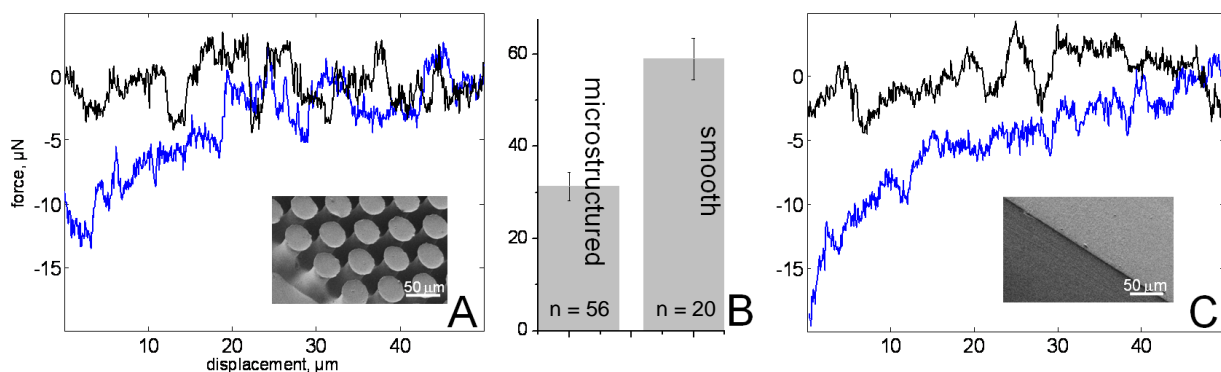 0
-5
-10
-15
force, µN
10
20
30
40
displacement, µm
50 µm
A
60
40
20
0
microstructured
n = 56
smooth
n = 20
B
0
-5
-10
-15
10
20
30
40
50 µm
C